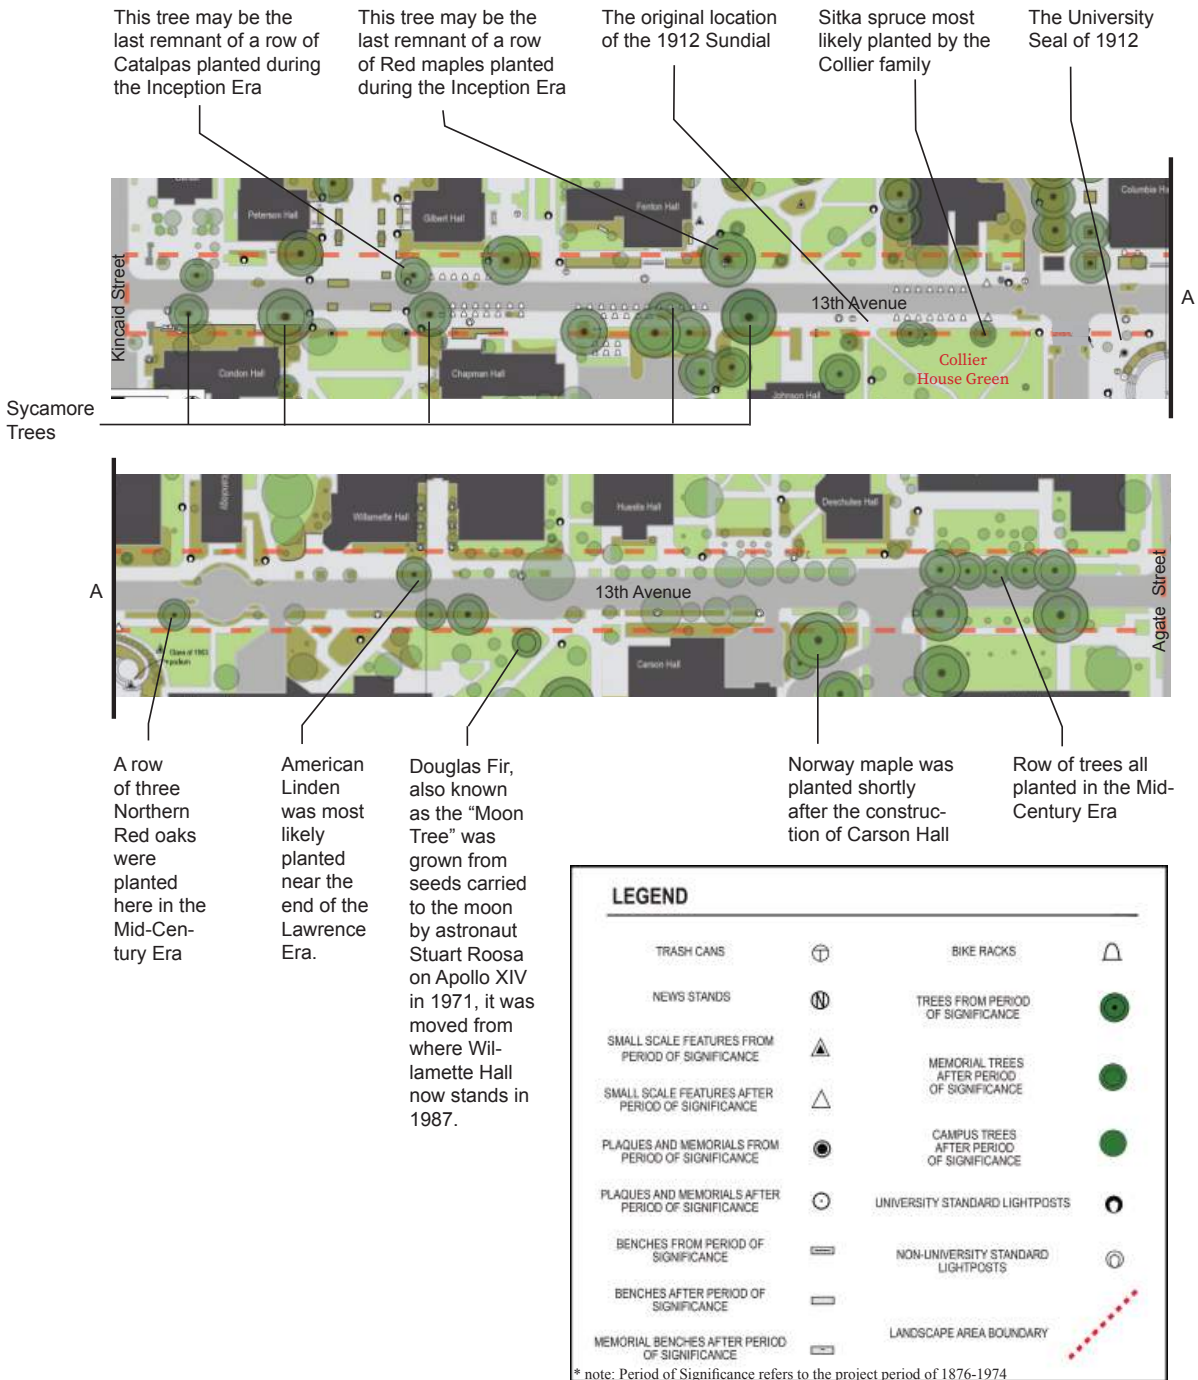 This tree may be the
last remnant of a row of
Catalpas planted during
the Inception Era
This tree may be the
last remnant of a row
of Red maples planted
during the Inception Era
The original location
of the 1912 Sundial
Sitka spruce most
likely planted by the
Collier family
The University
Seal of 1912
Peterson Hall
Gilbert Hall
Fenton Hall
Columbia Ha
Kincaid Street
13th Avenue
A
Condon Hall
Chapman Hall
Johnson Hall
Collier
House Green
Sycamore
Trees
Willamette Hall
Huestis Hall
Deschutes Hall
A
13th Avenue
Agate Street
Class of 1963
Carson Hall
A row
of three
Northern
Red oaks
were
planted
here in the
Mid-Cen-
tury Era
American
Linden
was most
likely
planted
near the
end of the
Lawrence
Era.
Douglas Fir,
also known
as the “Moon
Tree” was
grown from
seeds carried
to the moon
by astronaut
Stuart Roosa
on Apollo XIV
in 1971, it was
moved from
where Wil-
lamette Hall
now stands in
1987.
Norway maple was
planted shortly
after the construc-
tion of Carson Hall
Row of trees all
planted in the Mid-
Century Era
LEGEND
TRASH CANS
NEWS STANDS
N
SMALL SCALE FEATURES FROM
PERIOD OF SIGNIFICANCE
SMALL SCALE FEATURES AFTER
PERIOD OF SIGNIFICANCE
PLAQUES AND MEMORIALS FROM
PERIOD OF SIGNIFICANCE
PLAQUES AND MEMORIALS AFTER
PERIOD OF SIGNIFICANCE
BENCHES FROM PERIOD OF
SIGNIFICANCE
BENCHES AFTER PERIOD OF
SIGNIFICANCE
MEMORIAL BENCHES AFTER PERIOD
OF SIGNIFICANCE
BIKE RACKS
TREES FROM PERIOD
OF SIGNIFICANCE
MEMORIAL TREES
AFTER PERIOD
OF SIGNIFICANCE
CAMPUS TREES
AFTER PERIOD
OF SIGNIFICANCE
UNIVERSITY STANDARD LIGHTPOSTS
NON-UNIVERSITY STANDARD
LIGHTPOSTS
LANDSCAPE AREA BOUNDARY
* note: Period of Significance refers to the project period of 1876-1974